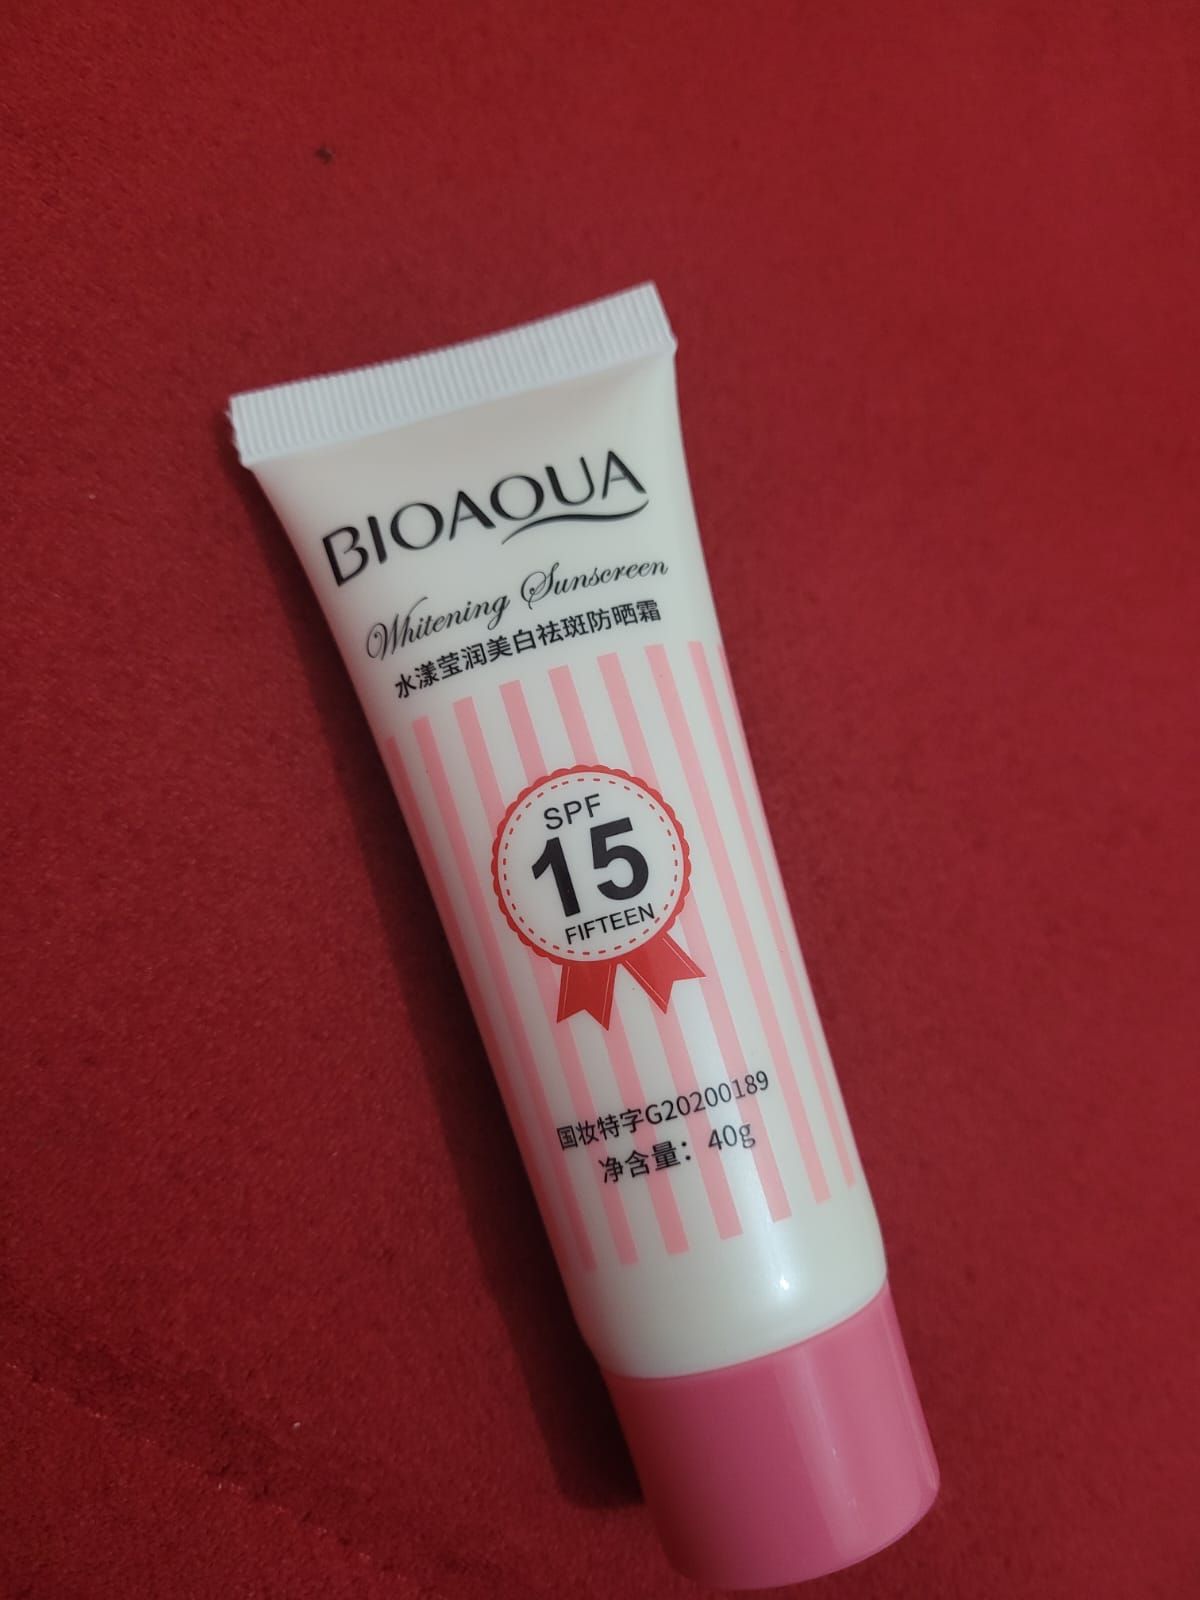 BIOAQUA
Whitening Sunscreen
水漾莹润美白祛斑防晒霜
SPF
15
FIFTEEN
国妆特字G20200189
净含量：40g